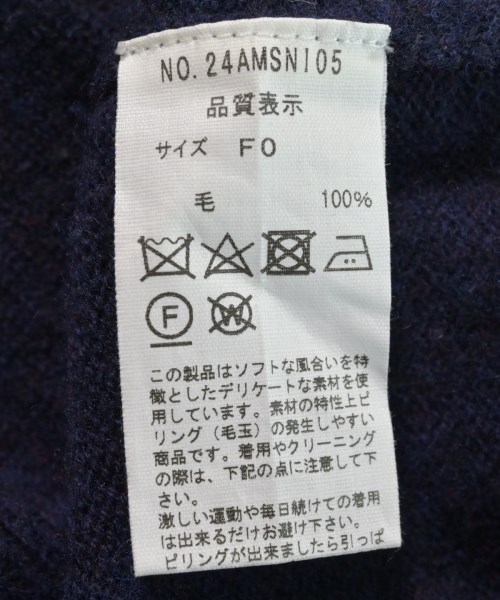 NO. 24AMSNI05
品質表示
サイズ FO
毛 100%
F W
この製品はソフトな風合いを特
徴としたデリケートな素材を使
用しています。素材の特性上ピ
リング（毛玉）の発生しやすい
商品です。着用やクリーニング
の際は、下記の点に注意して下
さい。
激しい運動や毎日続けての着用
は出来るだけお避け下さい。
ピリングが出来ましたら引っぱ